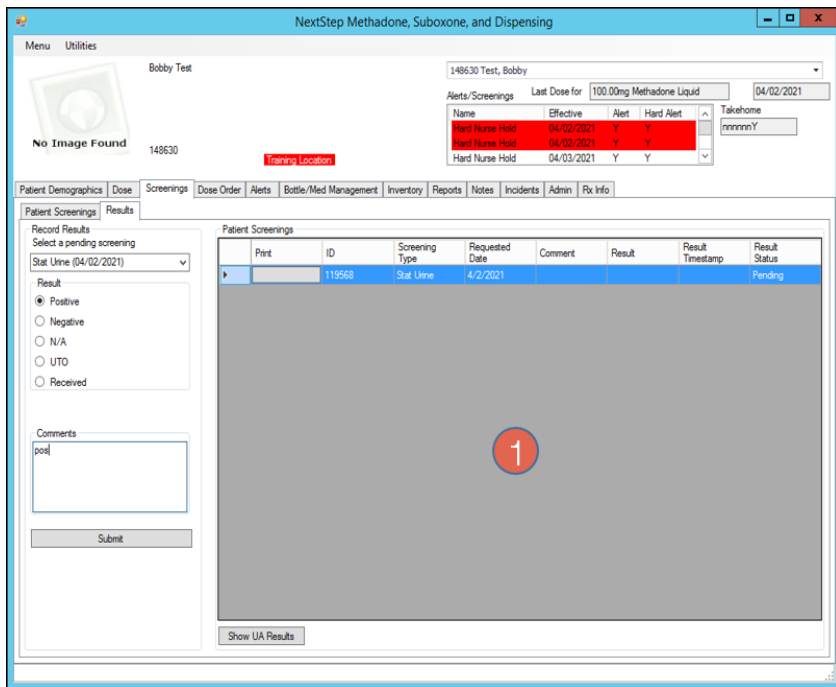 NextStep Methadone, Suboxone, and Dispensing
Menu Utilities
Bobby Test
148630 Test, Bobby
Alerts/Screenings Last Dose for 100.00mg Methadone Liquid 04/02/2021
Name Effective Alert Hard Alert Takehome
Hard Nurse Hold 04/02/2021 Y Y nnnnnnY
Hard Nurse Hold 04/02/2021 Y Y
Hard Nurse Hold 04/03/2021 Y Y
No Image Found
148630
Training Location
Patient Demographics Dose Screenings Dose Order Alerts Bottle/Med Management Inventory Reports Notes Incidents Admin Rx Info
Patient Screenings Results
Record Results
Select a pending screening
Stat Urine (04/02/2021)
Result
Positive
Negative
N/A
UTO
Received
Comments
pos
Submit
Patient Screenings
Print ID Screening Type Requested Date Comment Result Result Timestamp Result Status
119568 Stat Urine 4/2/2021 Pending
1
Show UA Results